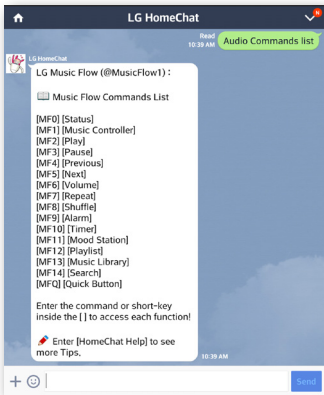 LG HomeChat
N
Read
10:39 AM
Audio Commands list
LG HomeChat
LG Music Flow (@MusicFlow1) :
Music Flow Commands List
[MF0] [Status]
[MF1] [Music Controller]
[MF2] [Play]
[MF3] [Pause]
[MF4] [Previous]
[MF5] [Next]
[MF6] [Volume]
[MF7] [Repeat]
[MF8] [Shuffle]
[MF9] [Alarm]
[MF10] [Timer]
[MF11] [Mood Station]
[MF12] [Playlist]
[MF13] [Music Library]
[MF14] [Search]
[MFQ] [Quick Button]
Enter the command or short-key
inside the [ ] to access each function!
Enter [HomeChat Help] to see
more Tips.
10:39 AM
Send